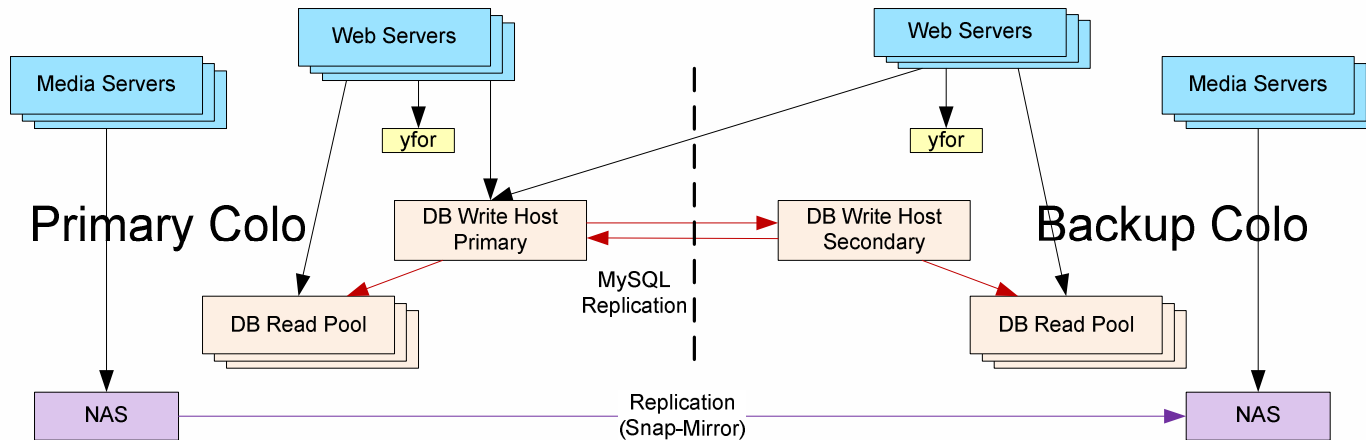 Web Servers
Web Servers
Media Servers
Media Servers
yfor
yfor
Primary Colo
DB Write Host
Primary
DB Write Host
Secondary
Backup Colo
MySQL
Replication
DB Read Pool
DB Read Pool
NAS
Replication
(Snap-Mirror)
NAS